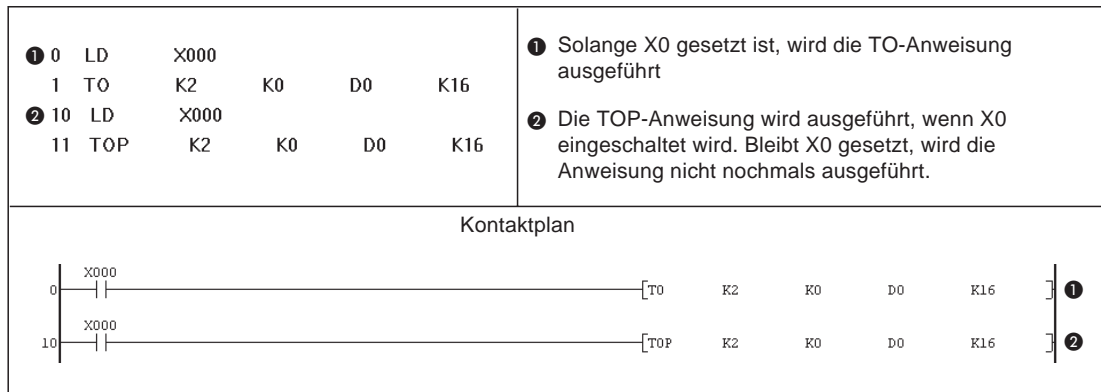 ❶ 0 LD X000
1 TO K2 K0 D0 K16
❷ 10 LD X000
11 TOP K2 K0 D0 K16
❶ Solange X0 gesetzt ist, wird die TO-Anweisung
ausgeführt
❷ Die TOP-Anweisung wird ausgeführt, wenn X0
eingeschaltet wird. Bleibt X0 gesetzt, wird die
Anweisung nicht nochmals ausgeführt.
Kontaktplan
X000
0 TO K2 K0 D0 K16 ❶
X000
10 TOP K2 K0 D0 K16 ❷